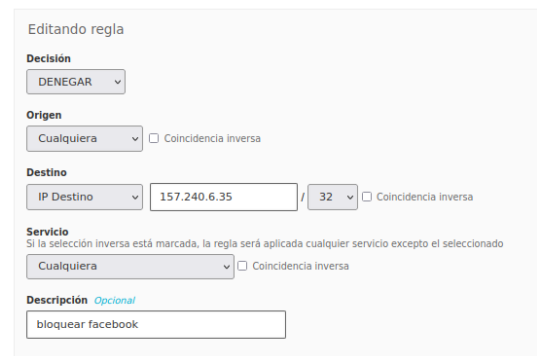 Editando regla
Decisión
DENEGAR
Origen
Cualquiera Coincidencia inversa
Destino
IP Destino 157.240.6.35 / 32 Coincidencia inversa
Servicio
Si la selección inversa está marcada, la regla será aplicada cualquier servicio excepto el seleccionado
Cualquiera Coincidencia inversa
Descripción Opcional
bloquear facebook